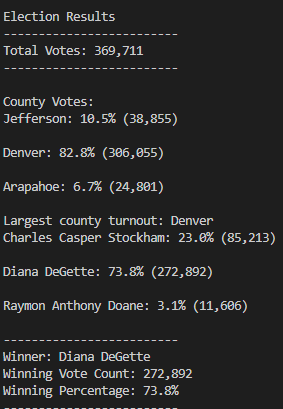 Election Results
-------------------------
Total Votes: 369,711
-------------------------
County Votes:
Jefferson: 10.5% (38,855)
Denver: 82.8% (306,055)
Arapahoe: 6.7% (24,801)
Largest county turnout: Denver
Charles Casper Stockham: 23.0% (85,213)
Diana DeGette: 73.8% (272,892)
Raymon Anthony Doane: 3.1% (11,606)
-------------------------
Winner: Diana DeGette
Winning Vote Count: 272,892
Winning Percentage: 73.8%
-------------------------